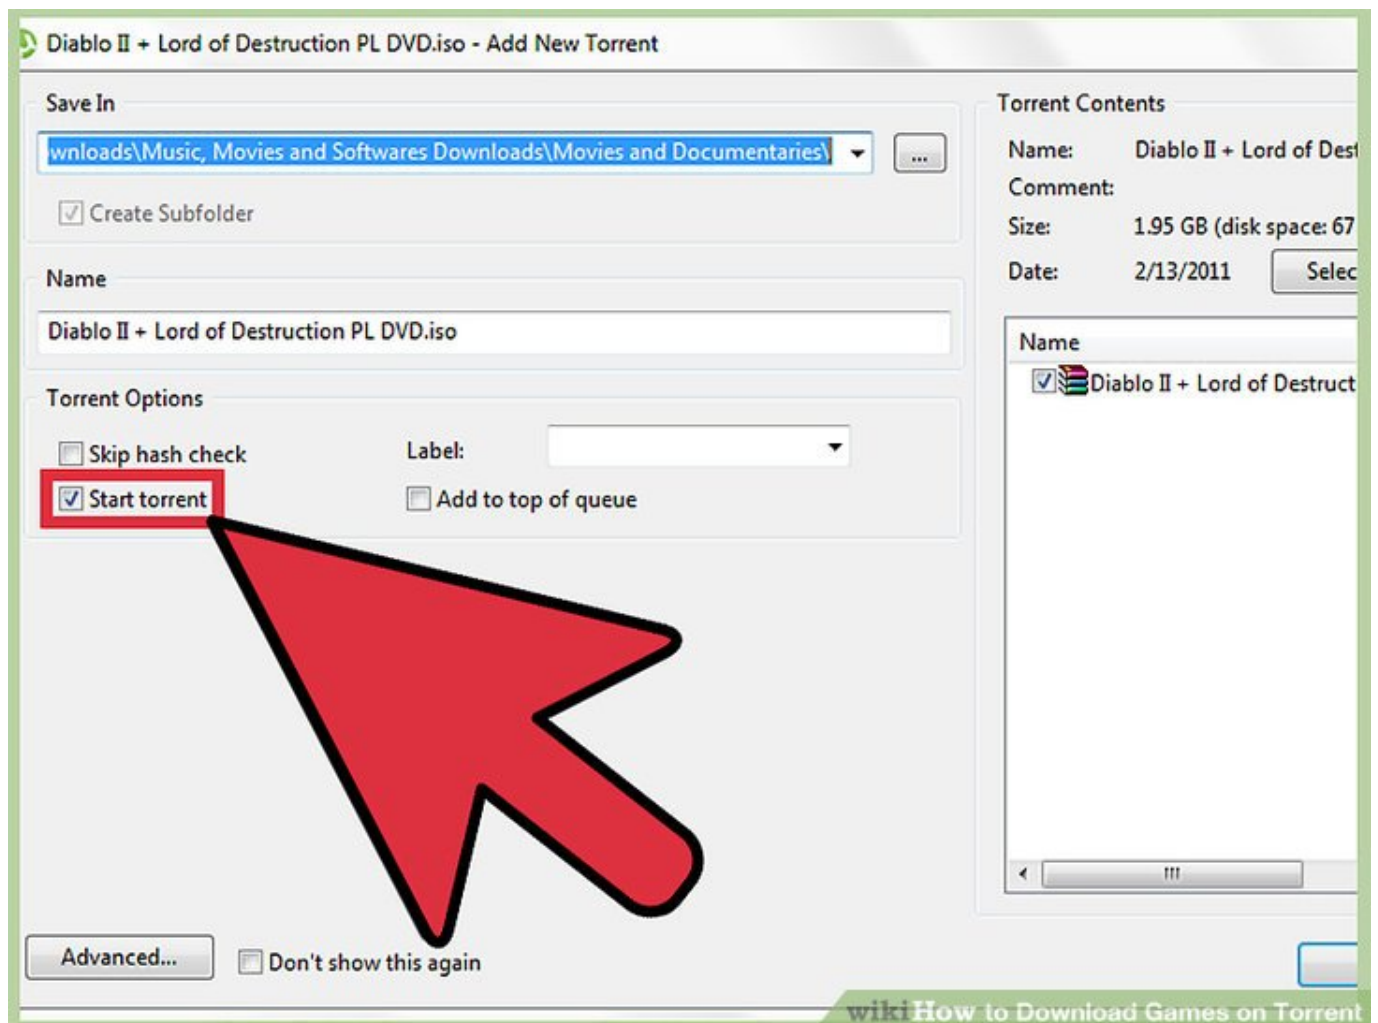 Diablo II + Lord of Destruction PL DVD.iso - Add New Torrent
Save In
wnloads\Music, Movies and Softwares Downloads\Movies and Documentaries\
...
Create Subfolder
Name
Diablo II + Lord of Destruction PL DVD.iso
Torrent Options
Skip hash check
Label:
Start torrent
Add to top of queue
Advanced...
Don't show this again
Torrent Contents
Name: Diablo II + Lord of Dest
Comment:
Size: 1.95 GB (disk space: 67
Date: 2/13/2011 Selec
Name
Diablo II + Lord of Destruct
wikiHow to Download Games on Torrent